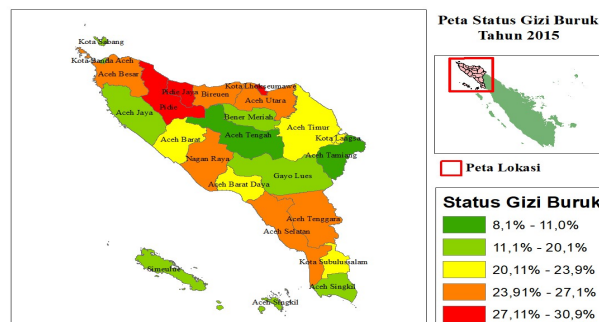 Peta Status Gizi Buruk
Tahun 2015
Kota Sabang
Kota Banda Aceh
Aceh Besar
Pidie Jaya
Bireuen
Kota Lhokseumawe
Aceh Utara
Pidie
Aceh Jaya
Bener Meriah
Aceh Timur
Aceh Tengah
Kota Langsa
Aceh Barat
Aceh Tamiang
Nagan Raya
Gayo Lues
Aceh Barat Daya
Aceh Tenggara
Aceh Selatan
Kota Subulussalam
Simeulue
Aceh Singkil
Aceh Singkil
Peta Lokasi
Status Gizi Buruk
8,1% - 11,0%
11,1% - 20,1%
20,11% - 23,9%
23,91% - 27,1%
27,11% - 30,9%